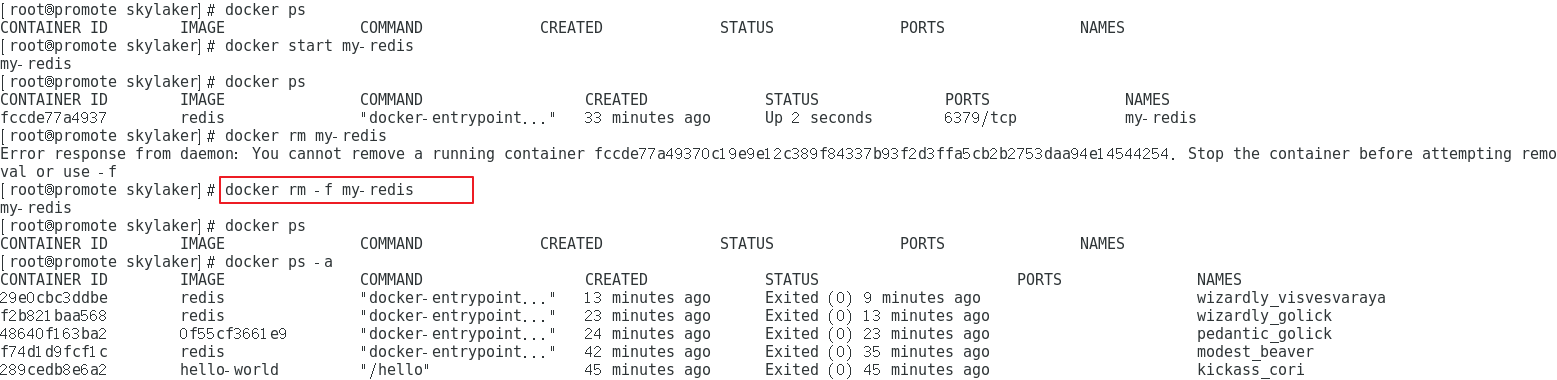 [root@promote skylaker]# docker ps
CONTAINER ID        IMAGE               COMMAND             CREATED             STATUS              PORTS               NAMES
[root@promote skylaker]# docker start my-redis
my-redis
[root@promote skylaker]# docker ps
CONTAINER ID        IMAGE               COMMAND                  CREATED             STATUS              PORTS               NAMES
fccde77a4937        redis               "docker-entrypoint..."   33 minutes ago      Up 2 seconds        6379/tcp            my-redis
[root@promote skylaker]# docker rm my-redis
Error response from daemon: You cannot remove a running container fccde77a49370c19e9e12c389f84337b93f2d3ffa5cb2b2753daa94e14544254. Stop the container before attempting remo
val or use -f
[root@promote skylaker]# docker rm -f my-redis
my-redis
[root@promote skylaker]# docker ps
CONTAINER ID        IMAGE               COMMAND             CREATED             STATUS              PORTS               NAMES
[root@promote skylaker]# docker ps -a
CONTAINER ID        IMAGE               COMMAND                  CREATED             STATUS                      PORTS               NAMES
29e0cbc3ddbe        redis               "docker-entrypoint..."   13 minutes ago      Exited (0) 9 minutes ago                        wizardly_visvesvaraya
f2b821baa568        redis               "docker-entrypoint..."   23 minutes ago      Exited (0) 13 minutes ago                       wizardly_golick
48640f163ba2        0f55cf3661e9        "docker-entrypoint..."   24 minutes ago      Exited (0) 23 minutes ago                       pedantic_golick
f74d1d9fcf1c        redis               "docker-entrypoint..."   42 minutes ago      Exited (0) 35 minutes ago                       modest_beaver
289cedb8e6a2        hello-world         "/hello"                 45 minutes ago      Exited (0) 45 minutes ago                       kickass_cori